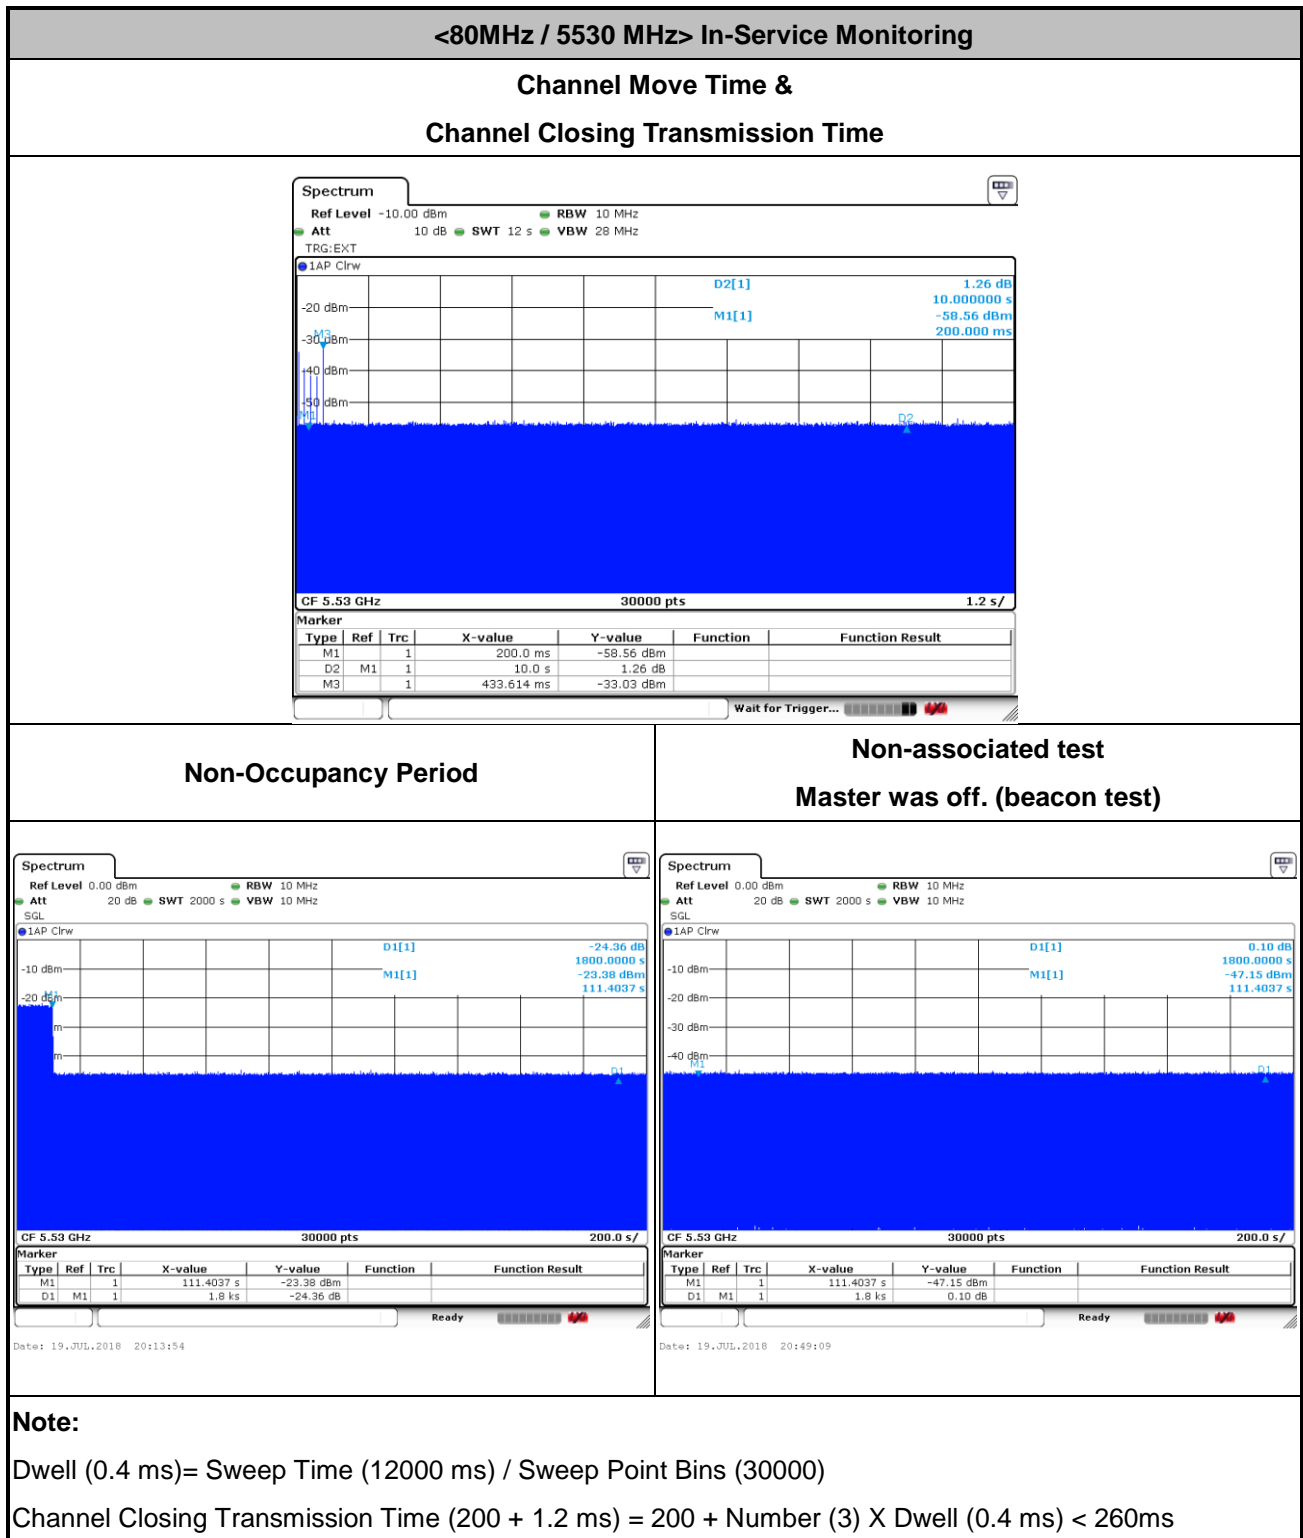 <80MHz / 5530 MHz> In-Service Monitoring
Channel Move Time &
Channel Closing Transmission Time
Spectrum
Ref Level -10.00 dBm RBW 10 MHz
Att 10 dB SWT 12 s VBW 28 MHz
TRG:EXT
1AP Clrw
D2[1] 1.26 dB
10.000000 s
-20 dBm
M1[1] -58.56 dBm
200.000 ms
M3
-30 dBm
-40 dBm
-50 dBm
M1
D2
CF 5.53 GHz 30000 pts 1.2 s/
Marker
Type Ref Trc X-value Y-value Function Function Result
M1 1 200.0 ms -58.56 dBm
D2 M1 1 10.0 s 1.26 dB
M3 1 433.614 ms -33.03 dBm
Wait for Trigger...
Non-Occupancy Period
Non-associated test
Master was off. (beacon test)
Spectrum
Ref Level 0.00 dBm RBW 10 MHz
Att 20 dB SWT 2000 s VBW 10 MHz
SGL
1AP Clrw
D1[1] -24.36 dB
1800.0000 s
-10 dBm
M1[1] -23.38 dBm
111.4037 s
M1
-20 dBm
m
m
D1
CF 5.53 GHz 30000 pts 200.0 s/
Marker
Type Ref Trc X-value Y-value Function Function Result
M1 1 111.4037 s -23.38 dBm
D1 M1 1 1.8 ks -24.36 dB
Ready
Date: 19.JUL.2018 20:13:54
Spectrum
Ref Level 0.00 dBm RBW 10 MHz
Att 20 dB SWT 2000 s VBW 10 MHz
SGL
1AP Clrw
D1[1] 0.10 dB
1800.0000 s
-10 dBm
M1[1] -47.15 dBm
111.4037 s
-20 dBm
-30 dBm
-40 dBm
M1
D1
CF 5.53 GHz 30000 pts 200.0 s/
Marker
Type Ref Trc X-value Y-value Function Function Result
M1 1 111.4037 s -47.15 dBm
D1 M1 1 1.8 ks 0.10 dB
Ready
Date: 19.JUL.2018 20:49:09
Note:
Dwell (0.4 ms)= Sweep Time (12000 ms) / Sweep Point Bins (30000)
Channel Closing Transmission Time (200 + 1.2 ms) = 200 + Number (3) X Dwell (0.4 ms) < 260ms